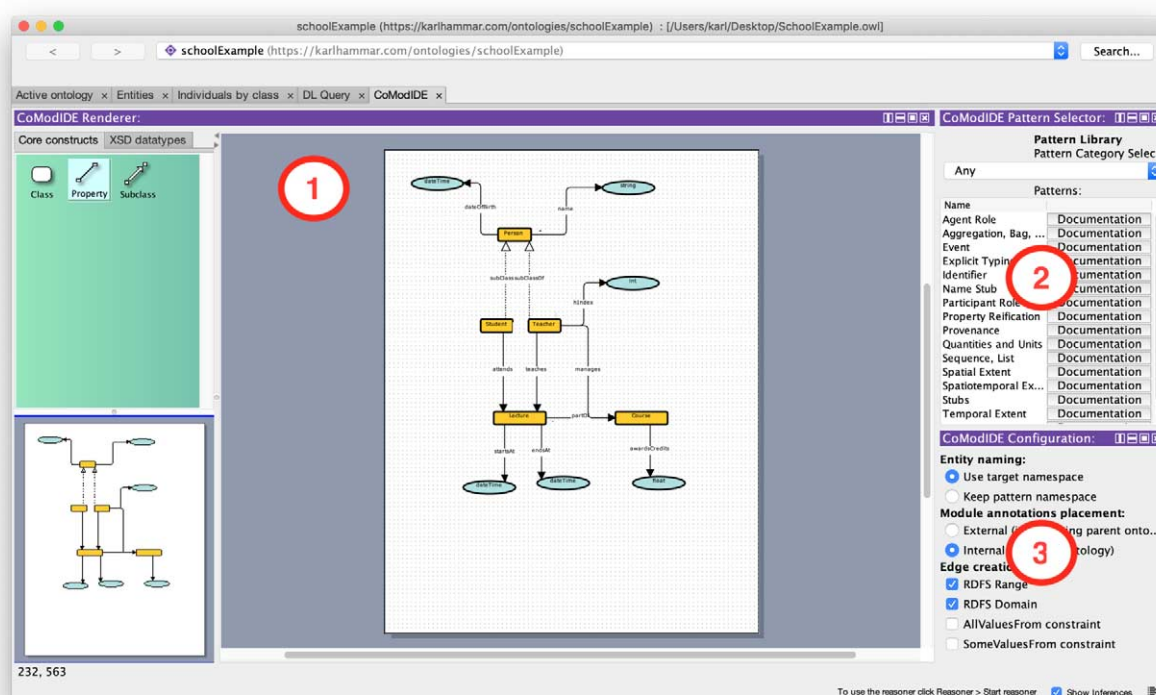 schoolExample (https://karlhammar.com/ontologies/schoolExample) : [/Users/karl/Desktop/SchoolExample.owl]
< > schoolExample (https://karlhammar.com/ontologies/schoolExample) Search...
Active ontology × Entities × Individuals by class × DL Query × CoModIDE ×
CoModIDE Renderer:
Core constructs XSD datatypes
Class Property Subclass
1
dateTime string
dateOfBirth name
Person
subClassOf subClassOf
int
hIndex
Student Teacher
attends teaches manages
Lecture partOf Course
startsAt endsAt awardsCredits
dateTime dateTime float
232, 563
CoModIDE Pattern Selector:
Pattern Library
Pattern Category Selec
Any
Patterns:
Name
Agent Role Documentation
Aggregation, Bag, ... Documentation
Event Documentation
Explicit Typing Documentation
Identifier cumentation
2
Name Stub cumentation
Participant Role ocumentation
Property Reification Documentation
Provenance Documentation
Quantities and Units Documentation
Sequence, List Documentation
Spatial Extent Documentation
Spatiotemporal Ex... Documentation
Stubs Documentation
Temporal Extent Documentation
CoModIDE Configuration:
Entity naming:
Use target namespace
Keep pattern namespace
Module annotations placement:
External ing parent onto...
Internal tology)
3
Edge creati
RDFS Range
RDFS Domain
AllValuesFrom constraint
SomeValuesFrom constraint
To use the reasoner click Reasoner > Start reasoner Show Inferences